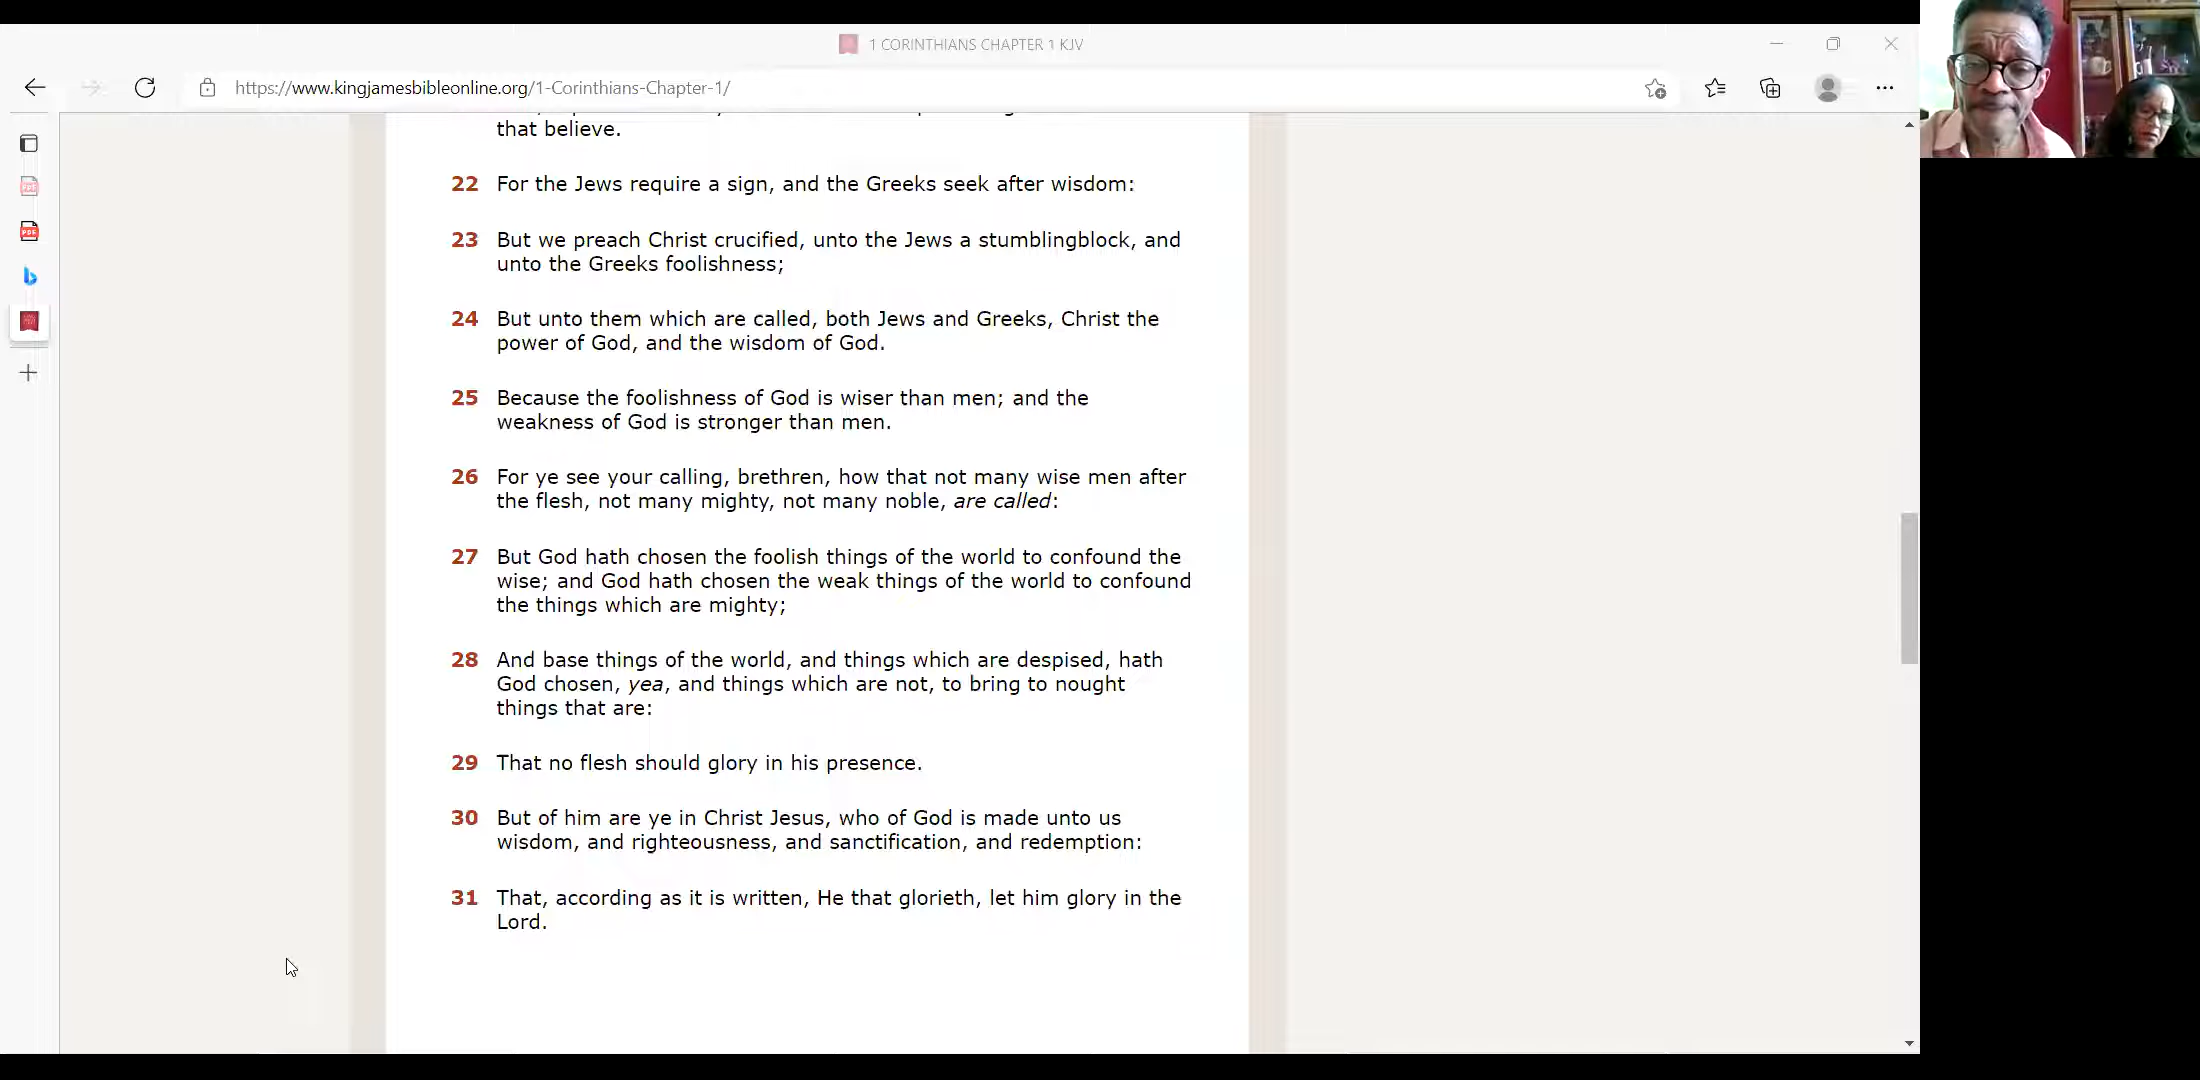 1 CORINTHIANS CHAPTER 1 KJV
https://www.kingjamesbibleonline.org/1-Corinthians-Chapter-1/
that believe.
22 For the Jews require a sign, and the Greeks seek after wisdom:
23 But we preach Christ crucified, unto the Jews a stumblingblock, and
unto the Greeks foolishness;
24 But unto them which are called, both Jews and Greeks, Christ the
power of God, and the wisdom of God.
25 Because the foolishness of God is wiser than men; and the
weakness of God is stronger than men.
26 For ye see your calling, brethren, how that not many wise men after
the flesh, not many mighty, not many noble, are called:
27 But God hath chosen the foolish things of the world to confound the
wise; and God hath chosen the weak things of the world to confound
the things which are mighty;
28 And base things of the world, and things which are despised, hath
God chosen, yea, and things which are not, to bring to nought
things that are:
29 That no flesh should glory in his presence.
30 But of him are ye in Christ Jesus, who of God is made unto us
wisdom, and righteousness, and sanctification, and redemption:
31 That, according as it is written, He that glorieth, let him glory in the
Lord.
PDF
PDF